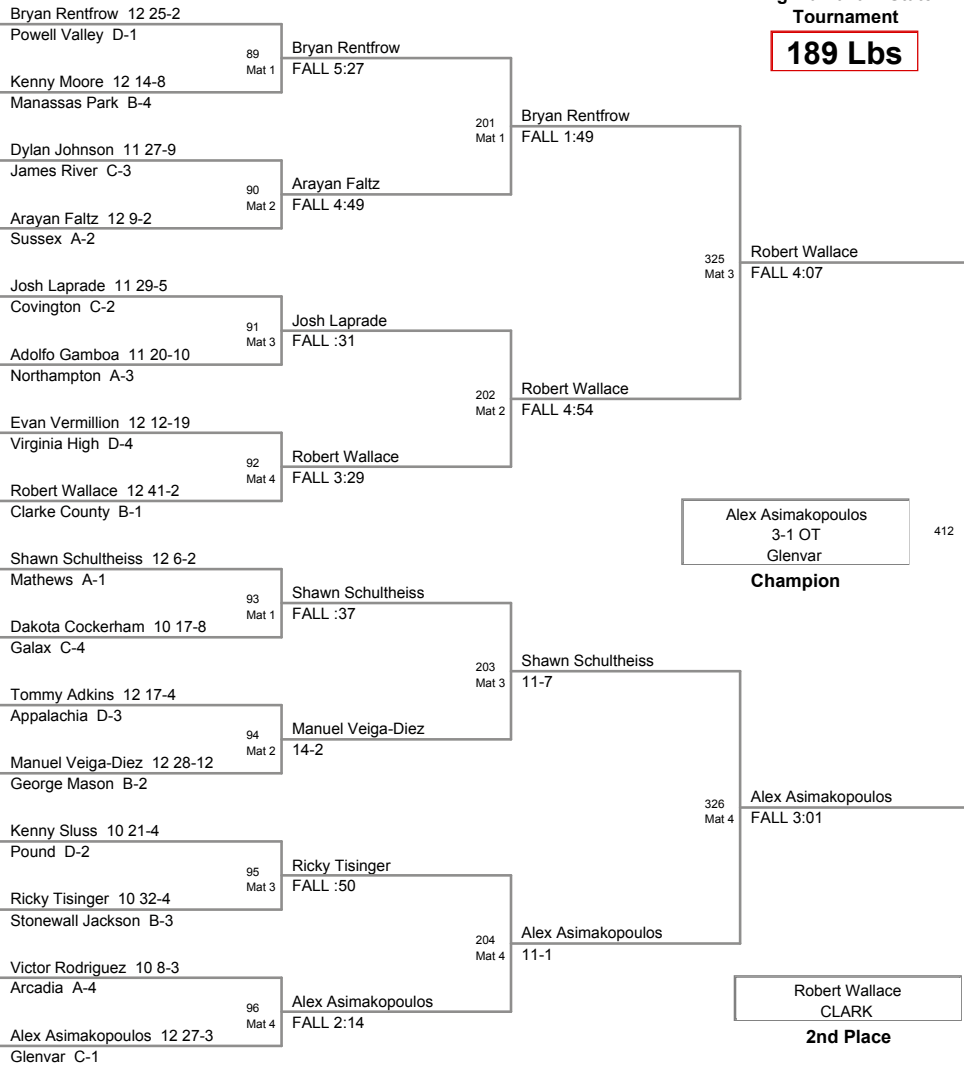 Tournament
189 Lbs
Bryan Rentfrow 12 25-2
Powell Valley D-1
89
Mat 1
Bryan Rentfrow
FALL 5:27
Kenny Moore 12 14-8
Manassas Park B-4
201
Mat 1
Bryan Rentfrow
FALL 1:49
Dylan Johnson 11 27-9
James River C-3
90
Mat 2
Arayan Faltz
FALL 4:49
Arayan Faltz 12 9-2
Sussex A-2
325
Mat 3
Robert Wallace
FALL 4:07
Josh Laprade 11 29-5
Covington C-2
91
Mat 3
Josh Laprade
FALL :31
Adolfo Gamboa 11 20-10
Northampton A-3
202
Mat 2
Robert Wallace
FALL 4:54
Evan Vermillion 12 12-19
Virginia High D-4
92
Mat 4
Robert Wallace
FALL 3:29
Robert Wallace 12 41-2
Clarke County B-1
Alex Asimakopoulos
3-1 OT
Glenvar
412
Champion
Shawn Schultheiss 12 6-2
Mathews A-1
93
Mat 1
Shawn Schultheiss
FALL :37
Dakota Cockerham 10 17-8
Galax C-4
203
Mat 3
Shawn Schultheiss
11-7
Tommy Adkins 12 17-4
Appalachia D-3
94
Mat 2
Manuel Veiga-Diez
14-2
Manuel Veiga-Diez 12 28-12
George Mason B-2
326
Mat 4
Alex Asimakopoulos
FALL 3:01
Kenny Sluss 10 21-4
Pound D-2
95
Mat 3
Ricky Tisinger
FALL :50
Ricky Tisinger 10 32-4
Stonewall Jackson B-3
204
Mat 4
Alex Asimakopoulos
11-1
Victor Rodriguez 10 8-3
Arcadia A-4
96
Mat 4
Alex Asimakopoulos
FALL 2:14
Alex Asimakopoulos 12 27-3
Glenvar C-1
Robert Wallace
CLARK
2nd Place